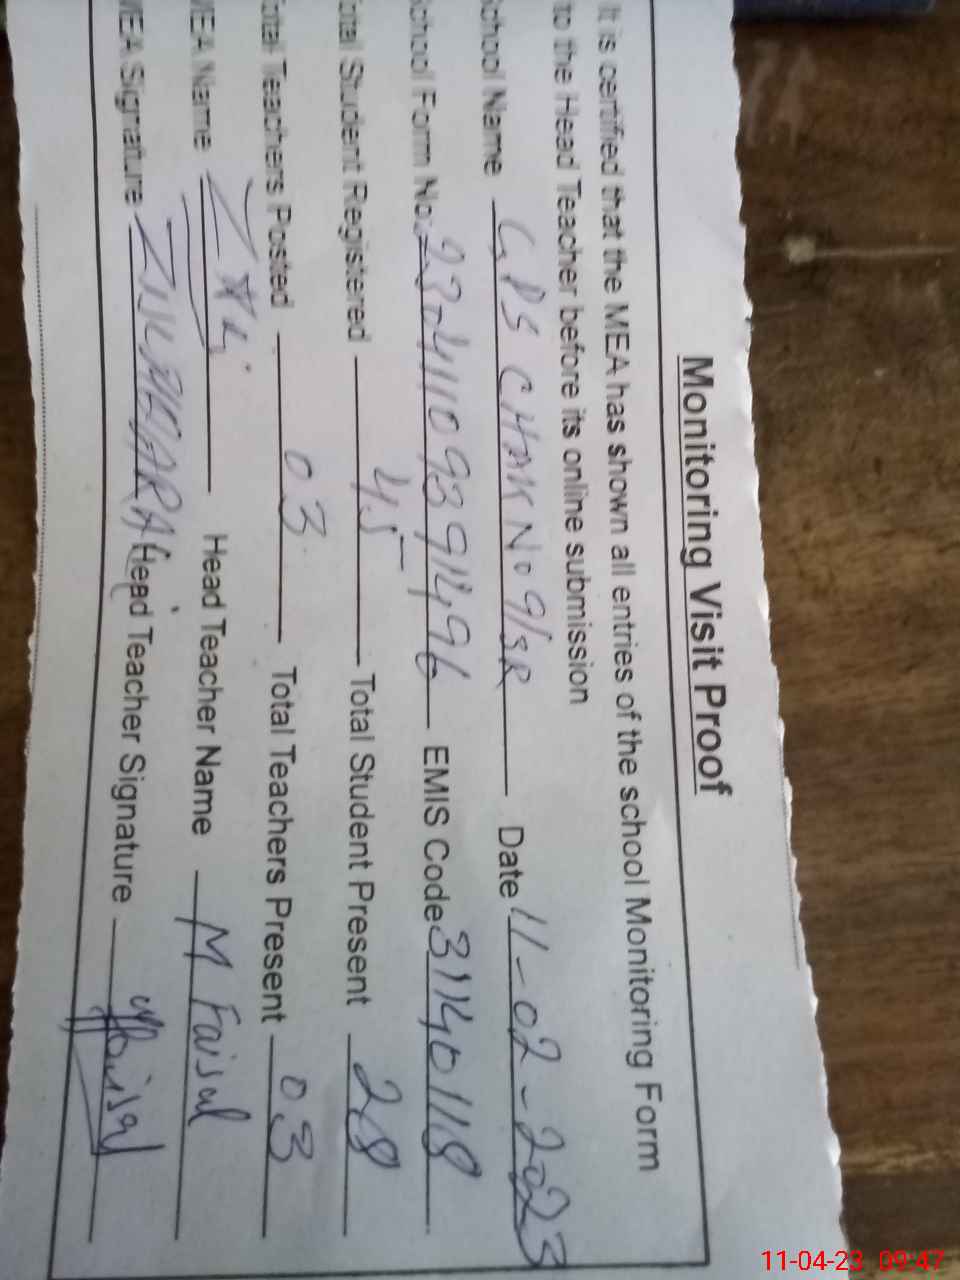 Monitoring Visit Proof
It is certified that the MEA has shown all entries of the school Monitoring Form
to the Head Teacher before its online submission
School Name GPS CHAK No 9/3R Date 11-02-2023
School Form No: EMIS Code 31140118
Total Student Registered 45 Total Student Present 28
Total Teachers Posted 03 Total Teachers Present 03
MEA Name Head Teacher Name M Faisal
MEA Signature Head Teacher Signature
11-04-23 09:47